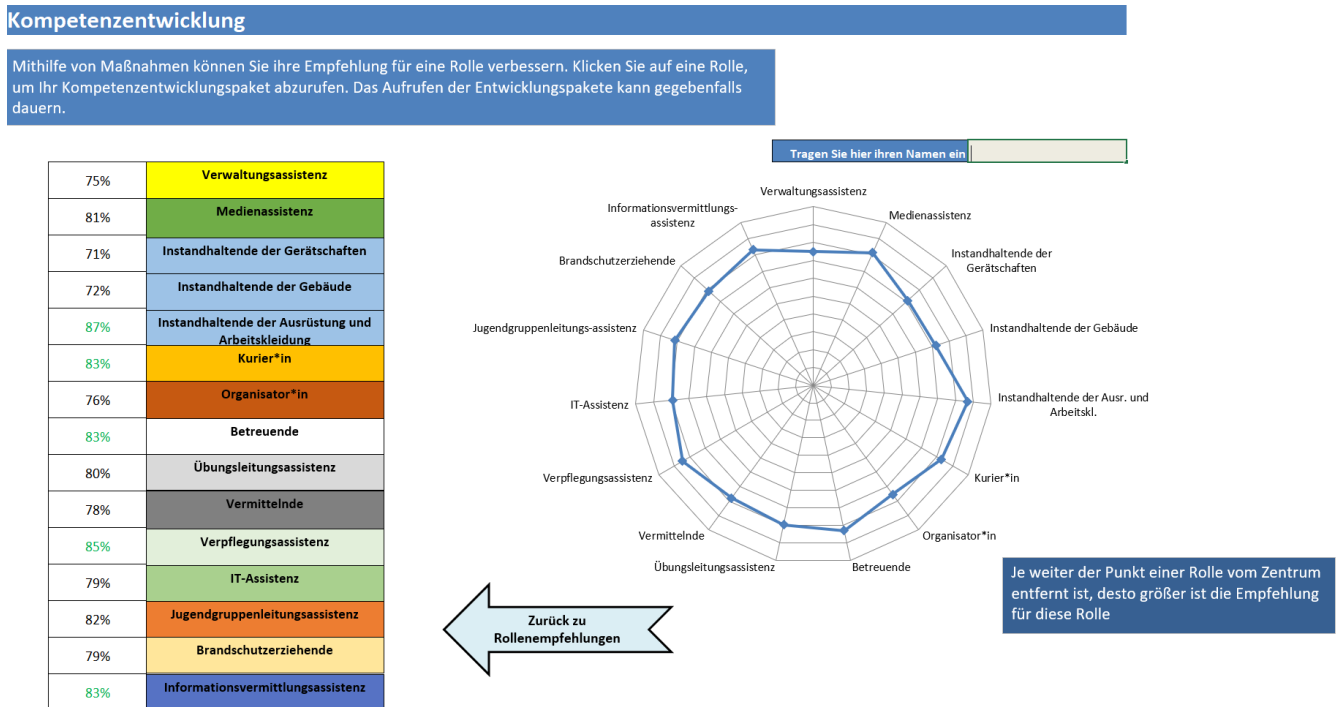 Kompetenzentwicklung
Mithilfe von Maßnahmen können Sie ihre Empfehlung für eine Rolle verbessern. Klicken Sie auf eine Rolle,
um Ihr Kompetenzentwicklungspaket abzurufen. Das Aufrufen der Entwicklungspakete kann gegebenfalls
dauern.
Tragen Sie hier ihren Namen ein
75% Verwaltungsassistenz
81% Medienassistenz
71% Instandhaltende der Gerätschaften
72% Instandhaltende der Gebäude
87% Instandhaltende der Ausrüstung und
Arbeitskleidung
83% Kurier*in
76% Organisator*in
83% Betreuende
80% Übungsleitungsassistenz
78% Vermittelnde
85% Verpflegungsassistenz
79% IT-Assistenz
82% Jugendgruppenleitungsassistenz
79% Brandschutzerziehende
83% Informationsvermittlungsassistenz
Verwaltungsassistenz
Medienassistenz
Instandhaltende der
Gerätschaften
Instandhaltende der Gebäude
Instandhaltende der Ausr. und
Arbeitskl.
Kurier*in
Organisator*in
Betreuende
Übungsleitungsassistenz
Vermittelnde
Verpflegungsassistenz
IT-Assistenz
Jugendgruppenleitungs-assistenz
Brandschutzerziehende
Informationsvermittlungs-
assistenz
Zurück zu
Rollenempfehlungen
Je weiter der Punkt einer Rolle vom Zentrum
entfernt ist, desto größer ist die Empfehlung
für diese Rolle